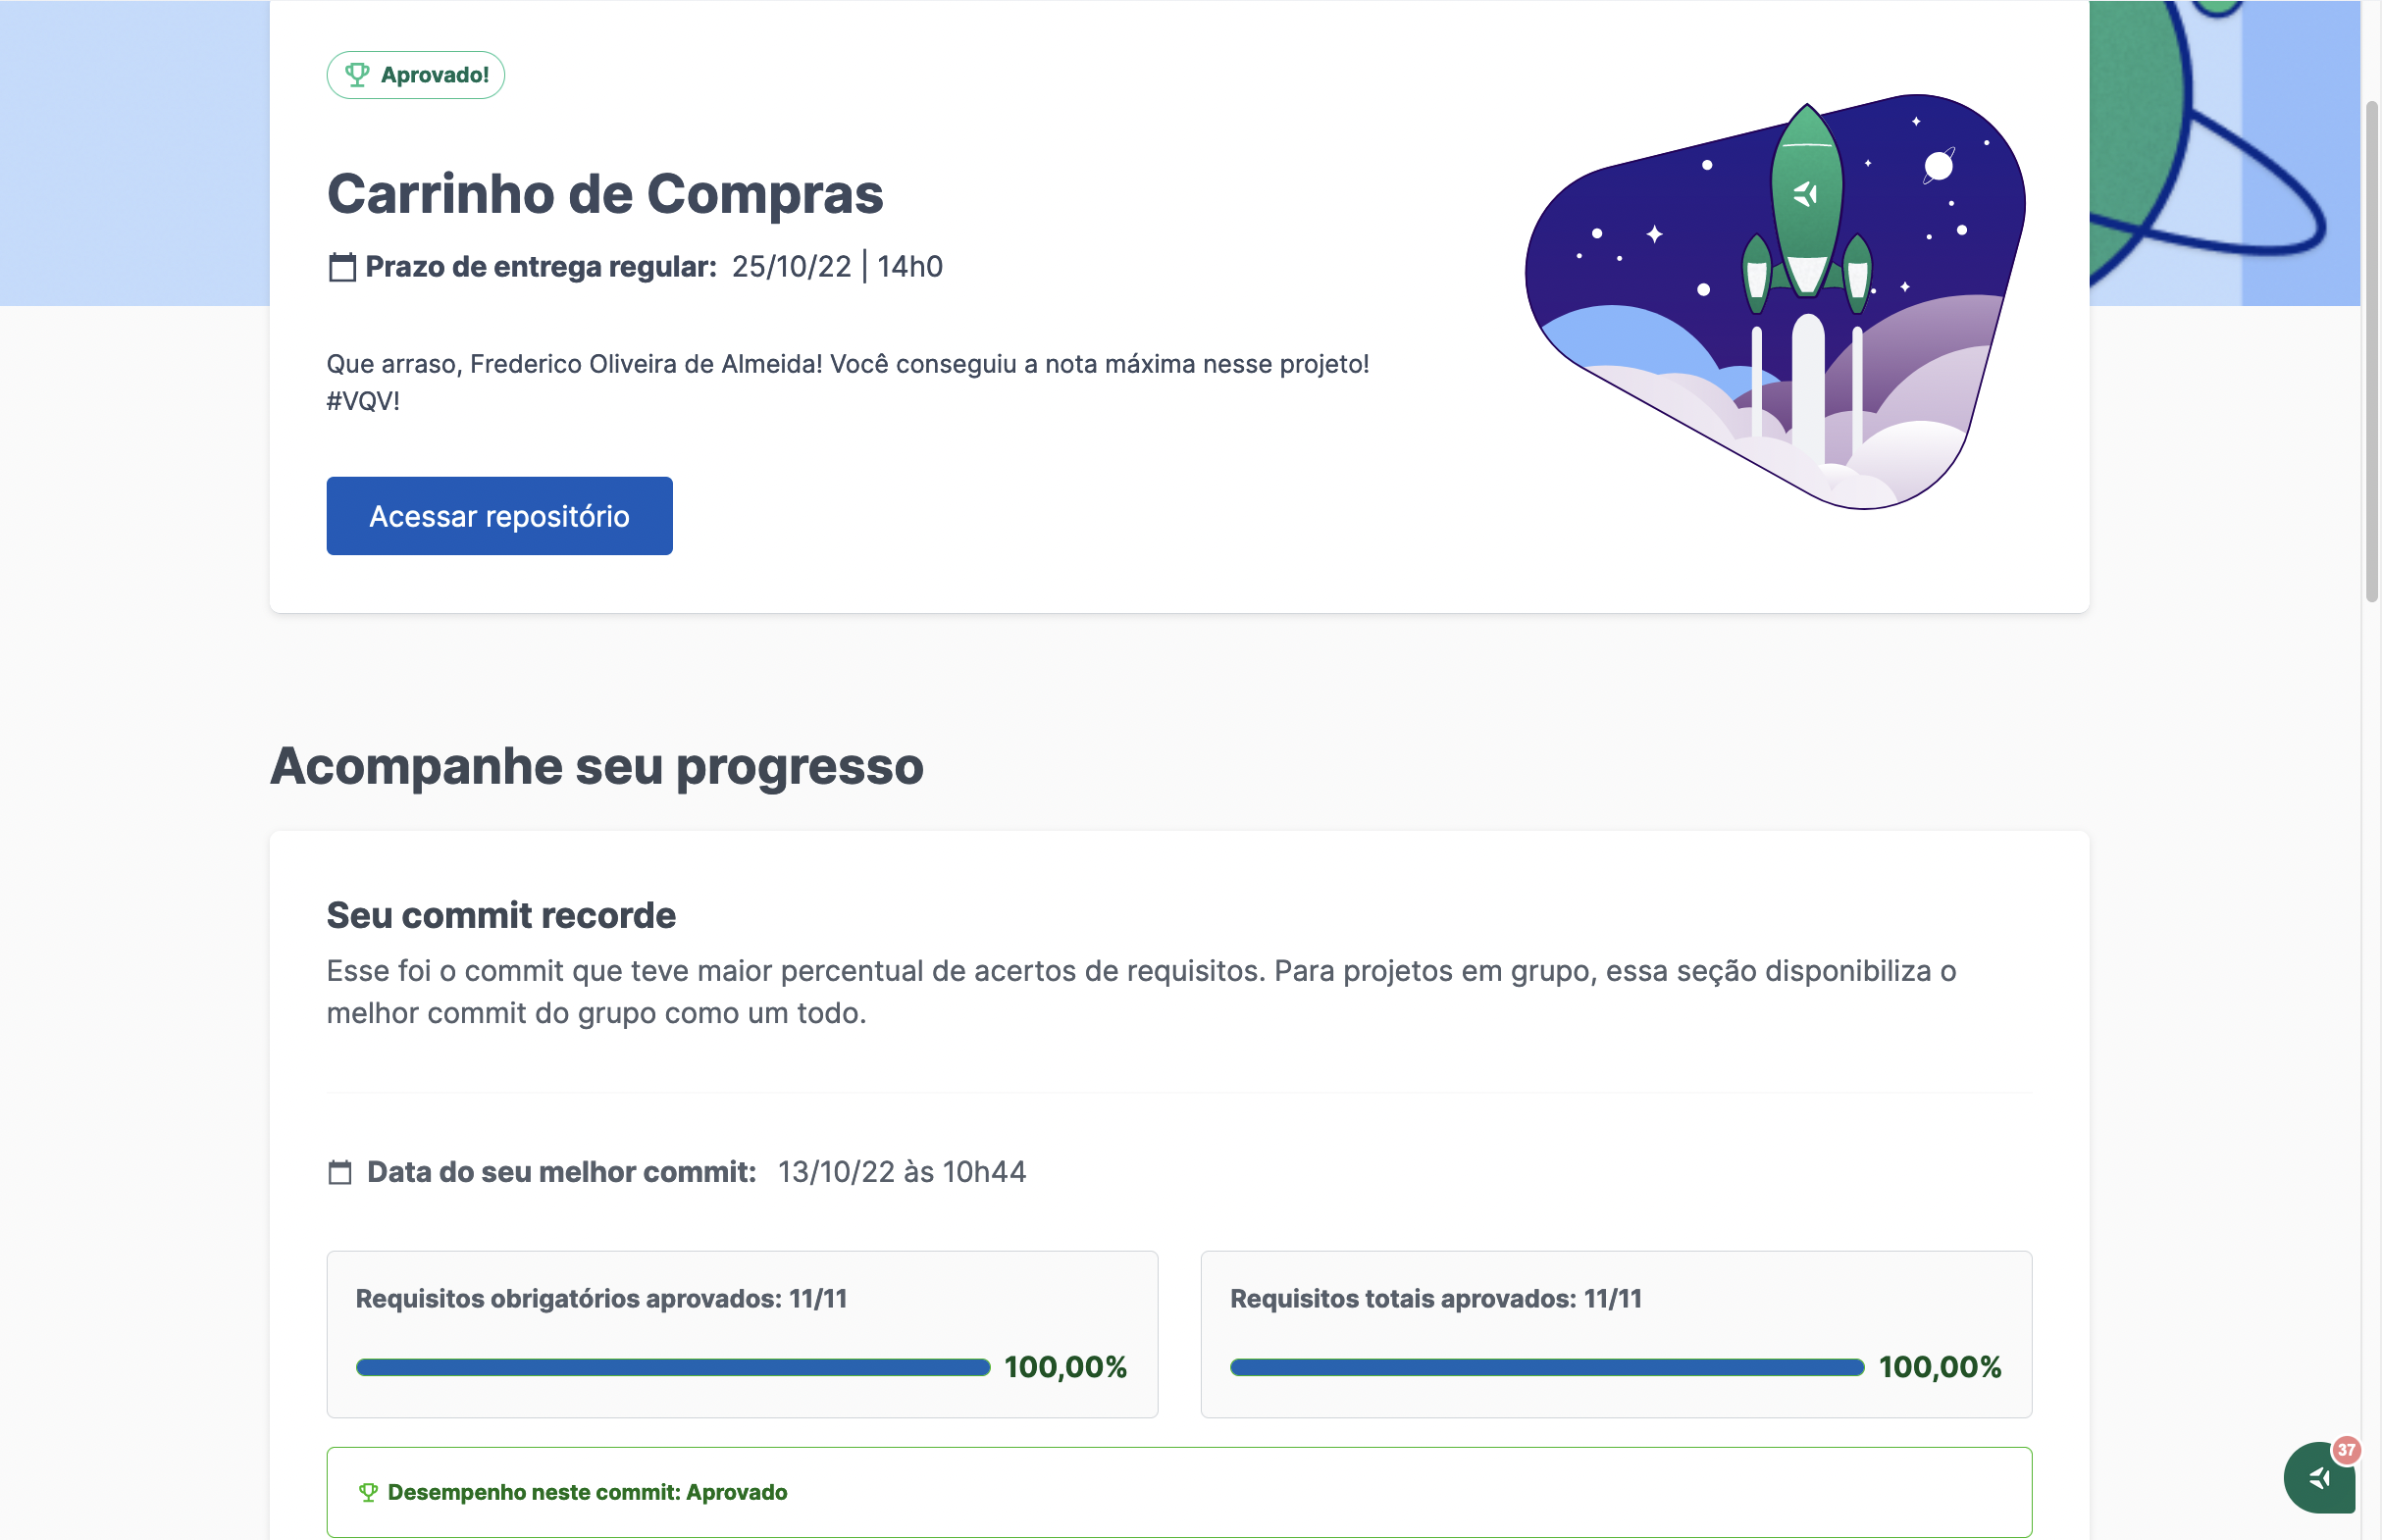 Aprovado!
Carrinho de Compras
Prazo de entrega regular: 25/10/22 | 14h0
Que arraso, Frederico Oliveira de Almeida! Você conseguiu a nota máxima nesse projeto!
#VQV!
Acessar repositório
Acompanhe seu progresso
Seu commit recorde
Esse foi o commit que teve maior percentual de acertos de requisitos. Para projetos em grupo, essa seção disponibiliza o
melhor commit do grupo como um todo.
Data do seu melhor commit: 13/10/22 às 10h44
Requisitos obrigatórios aprovados: 11/11
100,00%
Requisitos totais aprovados: 11/11
100,00%
Desempenho neste commit: Aprovado
37